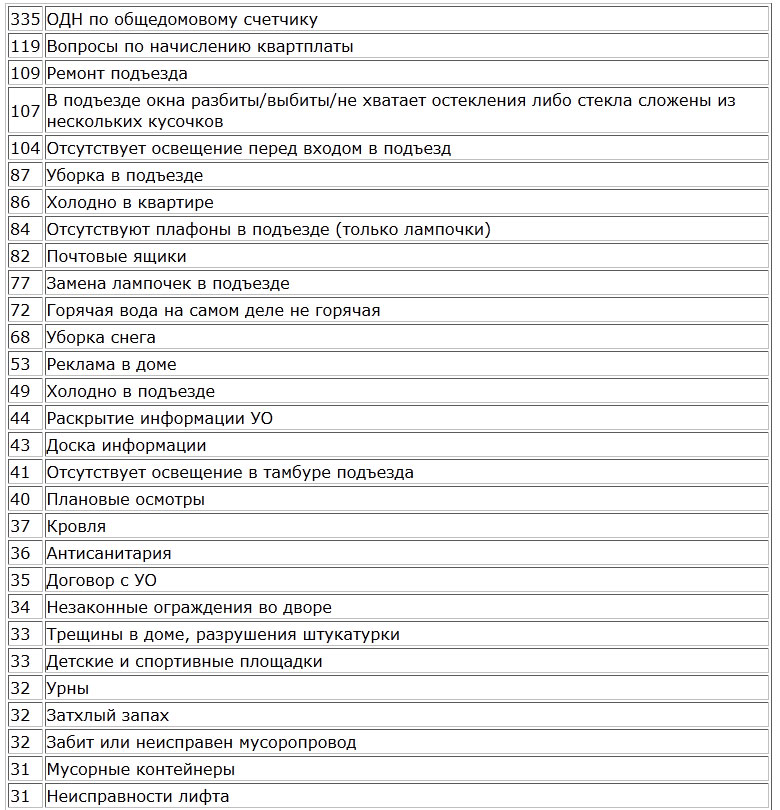 335 ОДН по общедомовому счетчику
119 Вопросы по начислению квартплаты
109 Ремонт подъезда
107 В подъезде окна разбиты/выбиты/не хватает остекления либо стекла сложены из
нескольких кусочков
104 Отсутствует освещение перед входом в подъезд
87 Уборка в подъезде
86 Холодно в квартире
84 Отсутствуют плафоны в подъезде (только лампочки)
82 Почтовые ящики
77 Замена лампочек в подъезде
72 Горячая вода на самом деле не горячая
68 Уборка снега
53 Реклама в доме
49 Холодно в подъезде
44 Раскрытие информации УО
43 Доска информации
41 Отсутствует освещение в тамбуре подъезда
40 Плановые осмотры
37 Кровля
36 Антисанитария
35 Договор с УО
34 Незаконные ограждения во дворе
33 Трещины в доме, разрушения штукатурки
33 Детские и спортивные площадки
32 Урны
32 Затхлый запах
32 Забит или неисправен мусоропровод
31 Мусорные контейнеры
31 Неисправности лифта